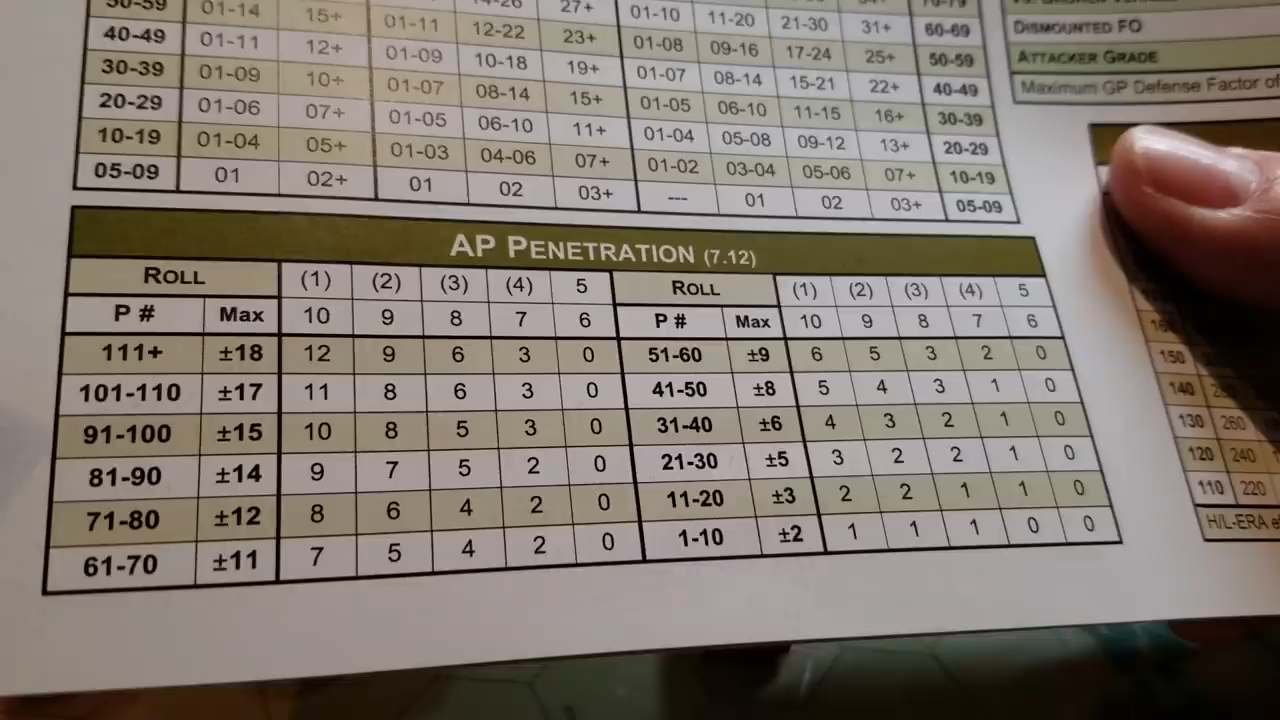 50-59 01-14 15+ 01-11 27+ 01-10 11-20 21-30 31+ 60-69
40-49 01-11 12+ 01-09 12-22 23+ 01-08 09-16 17-24 25+ 50-59
30-39 01-09 10+ 01-07 10-18 19+ 01-07 08-14 15-21 22+ 40-49
20-29 01-06 07+ 01-05 08-14 15+ 01-05 06-10 11-15 16+ 30-39
10-19 01-04 05+ 01-03 06-10 11+ 01-04 05-08 09-12 13+ 20-29
05-09 01 02+ 01 04-06 07+ 01-02 03-04 05-06 07+ 10-19
02 03+ --- 01 02 03+ 05-09
DISMOUNTED FO
ATTACKER GRADE
Maximum GP Defense Factor of
AP PENETRATION (7.12)
ROLL (1) (2) (3) (4) 5 ROLL (1) (2) (3) (4) 5
P # Max 10 9 8 7 6 P # Max 10 9 8 7 6
111+ ±18 12 9 6 3 0 51-60 ±9 6 5 3 2 0
101-110 ±17 11 8 6 3 0 41-50 ±8 5 4 3 1 0
91-100 ±15 10 8 5 3 0 31-40 ±6 4 3 2 1 0
81-90 ±14 9 7 5 2 0 21-30 ±5 3 2 2 1 0
71-80 ±12 8 6 4 2 0 11-20 ±3 2 2 1 1 0
61-70 ±11 7 5 4 2 0 1-10 ±2 1 1 1 0 0
150
140
130 260
120 240
110 220
H/L-ERA